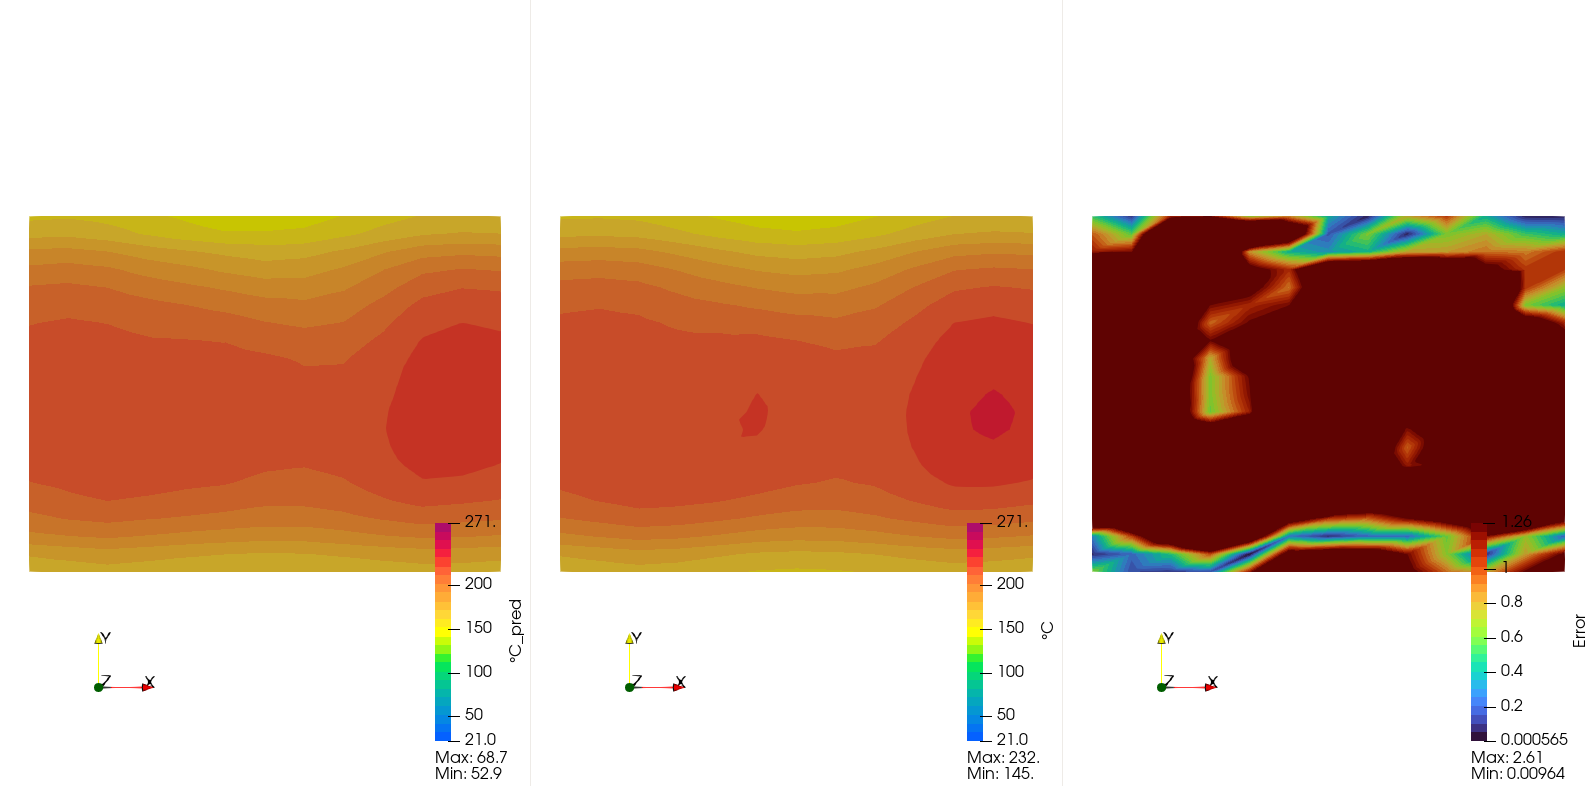 271.
200
150
100
50
21.0
°C_pred
Max: 68.7
Min: 52.9
Y
Z
X
271.
200
150
100
50
21.0
°C
Max: 232.
Min: 145.
Y
Z
X
1.26
1
0.8
0.6
0.4
0.2
0.000565
Error
Max: 2.61
Min: 0.00964
Y
Z
X